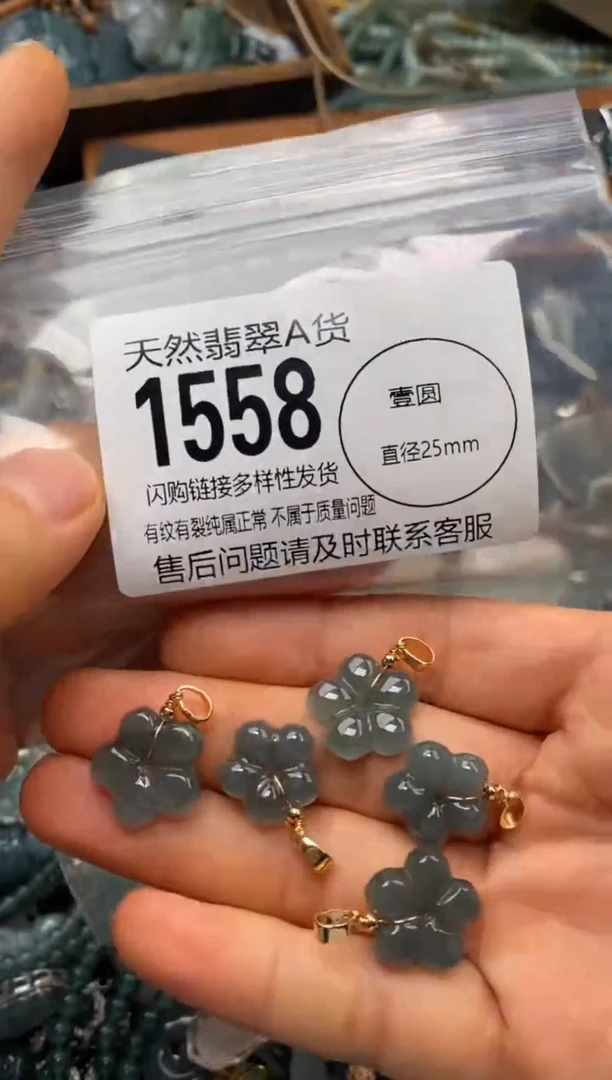 天然翡翠A货
1558
壹圆
直径25mm
闪购链接多样性发货
有纹有裂纯属正常 不属于质量问题
售后问题请及时联系客服